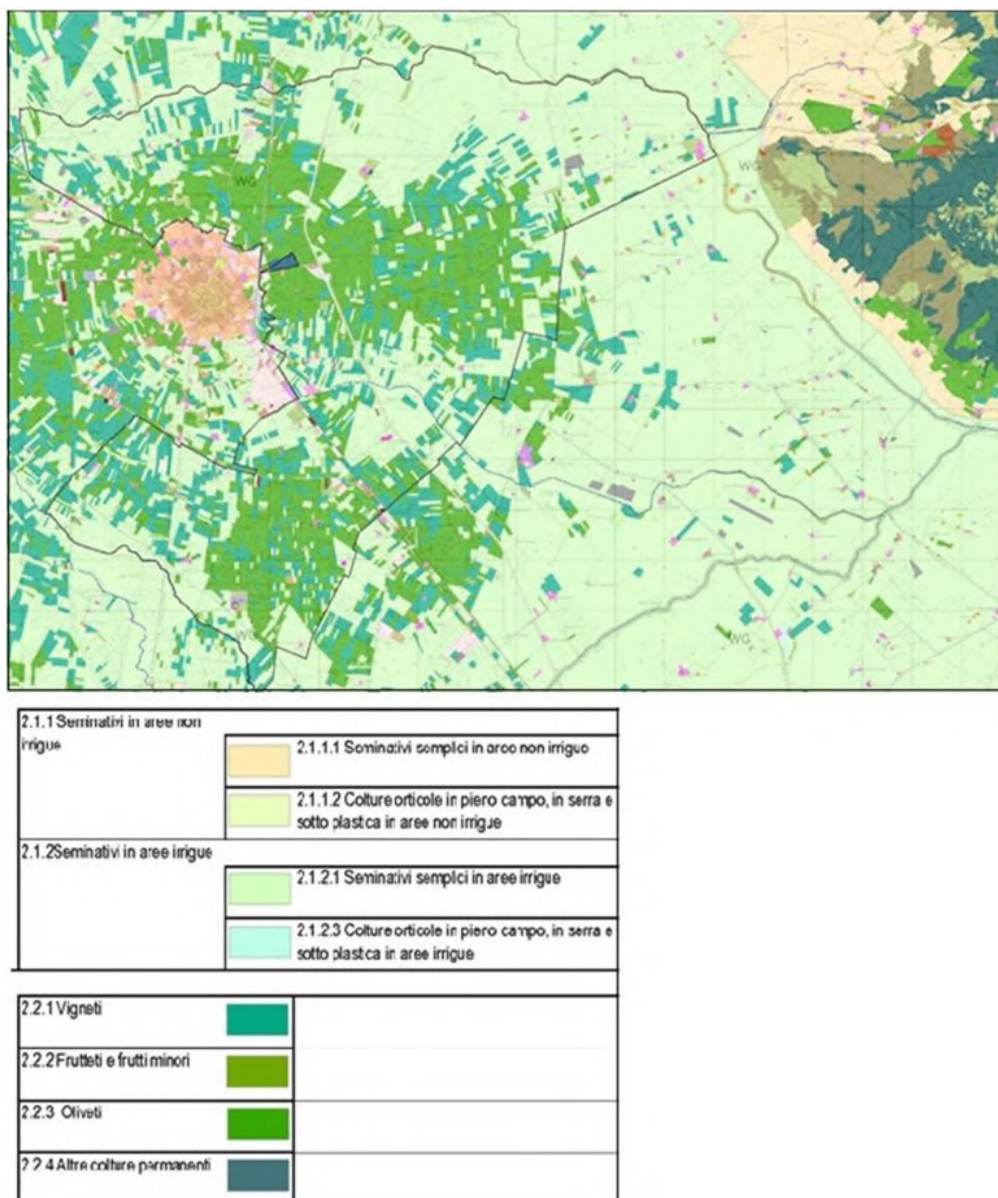 WG
WG
WG
WG
2.1.1 Seminativi in aree non
irrigue
2.1.1.1 Seminativi semplici in aree non irrigue
2.1.1.2 Colture orticole in pieno campo, in serra e
sotto plastica in aree non irrigue
2.1.2Seminativi in aree irrigue
2.1.2.1 Seminativi semplici in aree irrigue
2.1.2.3 Colture orticole in pieno campo, in serra e
sotto plastica in aree irrigue
2.2.1 Vigneti
2.2.2 Frutteti e frutti minori
2.2.3 Oliveti
2.2.4 Altre colture permanenti